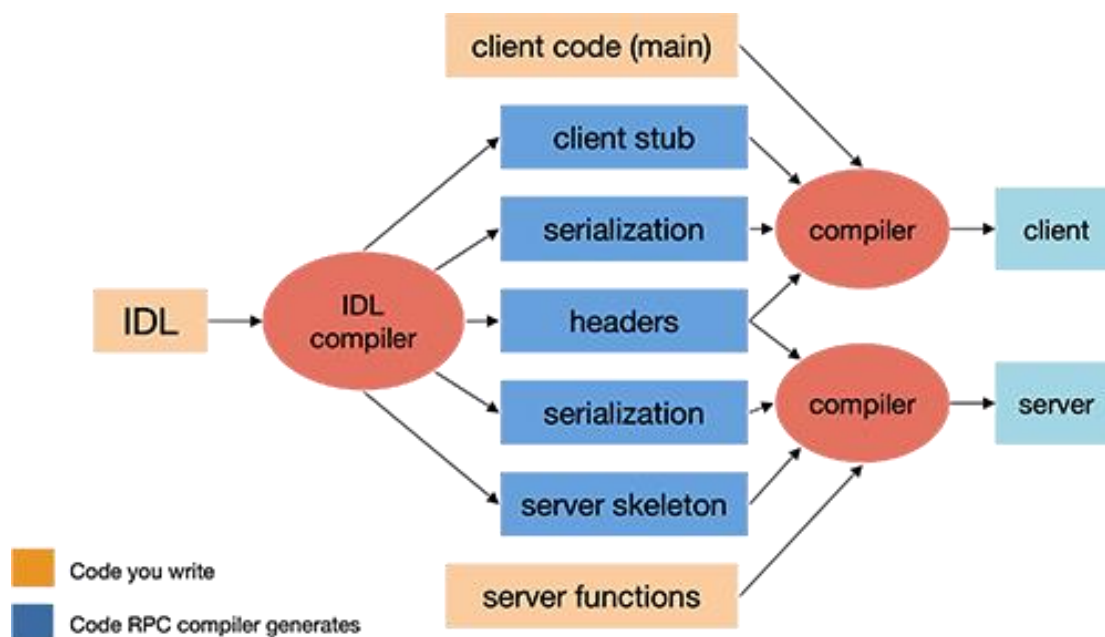 client code (main)
client stub
serialization
compiler
client
IDL
IDL
compiler
headers
serialization
compiler
server
server skeleton
server functions
Code you write
Code RPC compiler generates